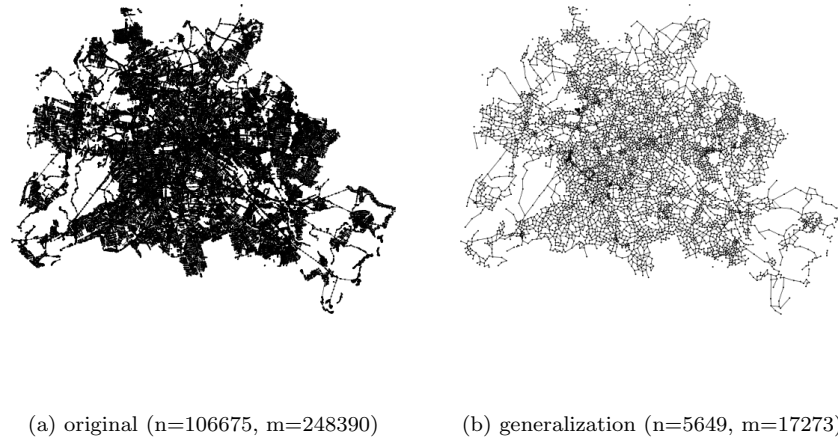 (a) original (n=106675, m=248390)
(b) generalization (n=5649, m=17273)